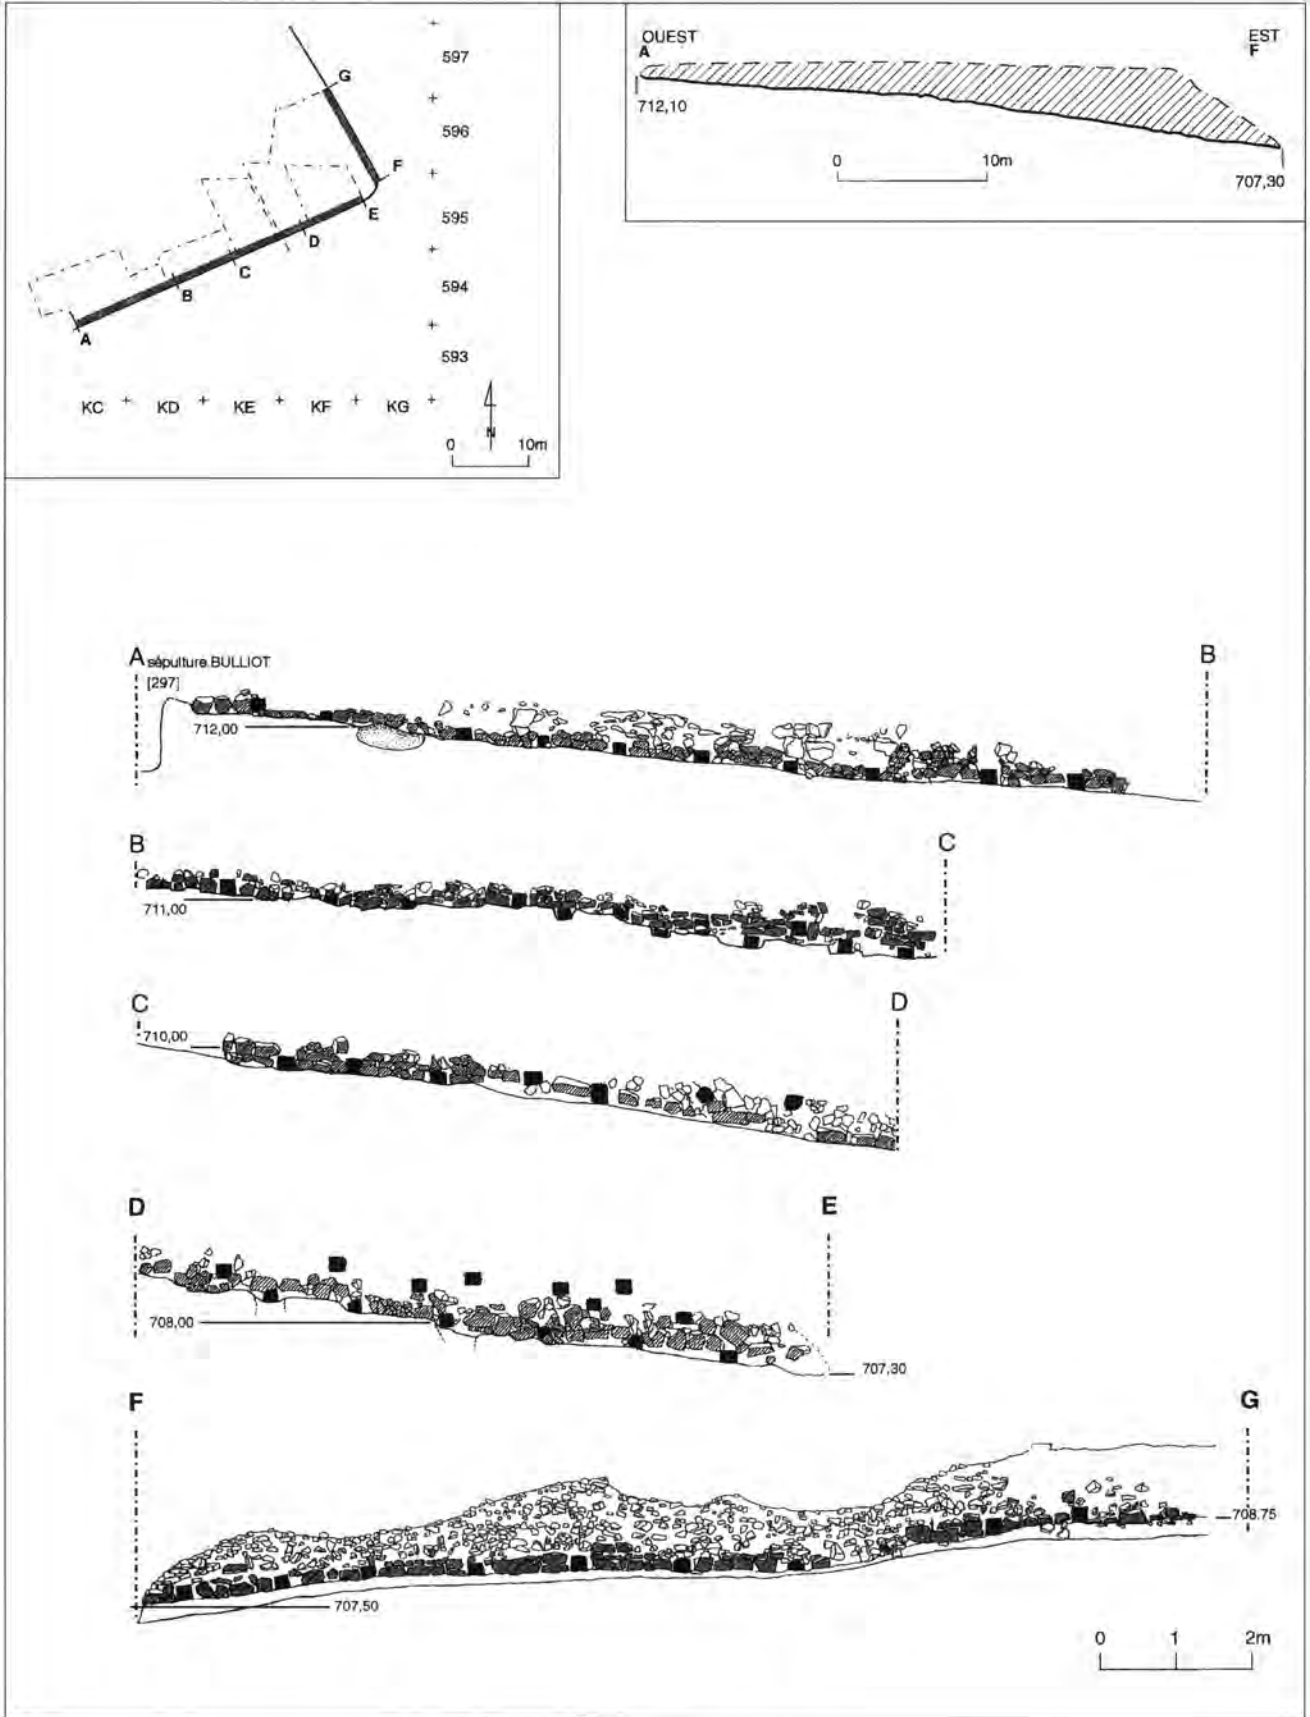 597
G
596
F
595
E
D
C
594
B
A
593
KC + KD + KE + KF + KG +
N
0 10m
OUEST
A
EST
F
712,10
0 10m
707,30
A sépulture BULLIOT
[297]
B
712,00
B
C
711,00
C
D
710,00
D
E
708,00
707,30
F
G
708,75
707,50
0 1 2m